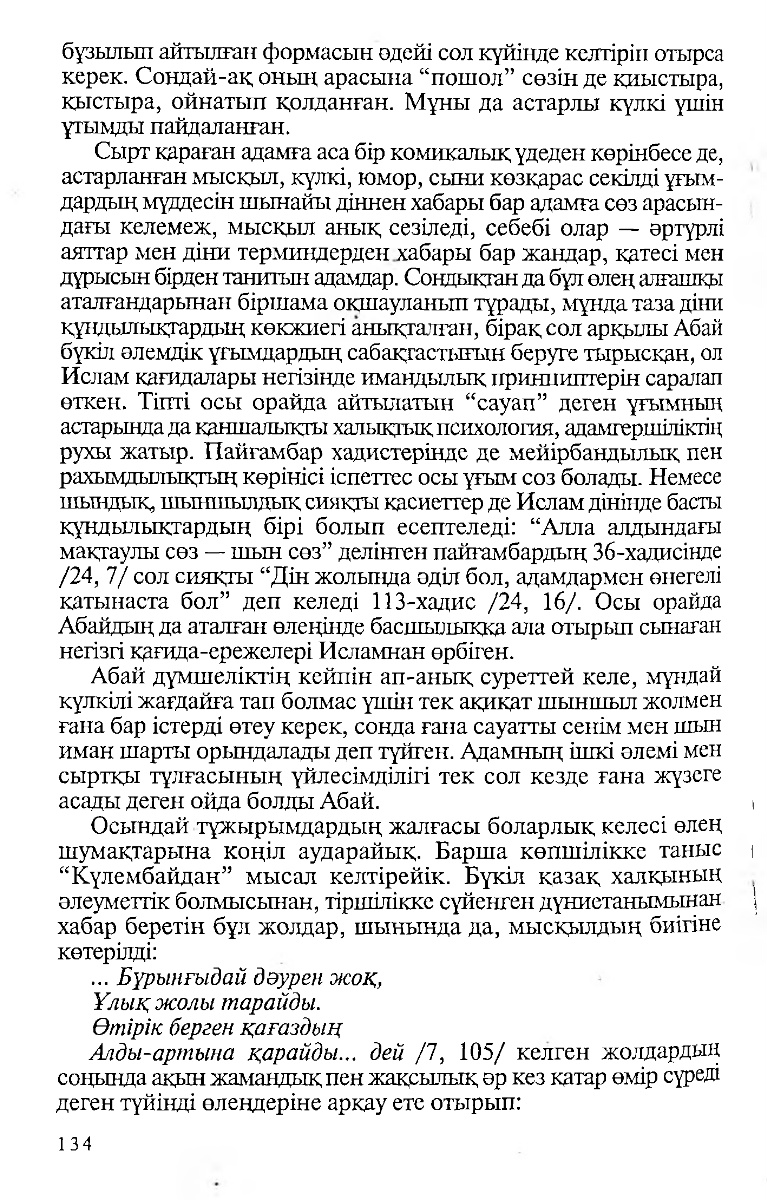 бұзылып айтылған формасын әдейі сол күйінде келтіріп отырса
керек. Сондай-ақ оның арасына “пошол” сөзін де қиыстыра,
қыстыра, ойнатып қолданған. Мұны да астарлы күлкі үшін
ұтымды пайдаланған.
Сырт қараған адамға аса бір комикалық үдеден көрінбесе де,
астарланған мысқыл, күлкі, юмор, сыни көзқарас секілді ұғым-
дардың мүддесін шынайы діннен хабары бар адамға сөз арасын-
дағы келемеж, мысқыл анық сезіледі, себебі олар — әртүрлі
аяттар мен діни терминдерден хабары бар жандар, қатесі мен
дұрысын бірден танитын адамдар. Сондықтан да бұл өлең алғашқы
аталғандарынан біршама оқшауланып тұрады, мұнда таза діни
құндылықтардың көкжиегі анықталған, бірақ сол арқылы Абай
бүкіл әлемдік ұғымдардың сабақтастығын беруге тырысқан, ол
Ислам қағидалары негізінде имандылық принциптерін саралап
өткен. Тіпті осы орайда айтылатын “сауап” деген ұғымның
астарында да қаншалықты халықтық психология, адамгершіліктің
рухы жатыр. Пайғамбар хадистерінде де мейірбандылық пен
рахымдылықтың көрінісі іспеттес осы ұғым соз болады. Немесе
шындық, шыншылдық сияқты қасиеттер де Ислам дінінде басты
құндылықтардың бірі болып есептеледі: “Алла алдындағы
мақтаулы сөз — шын сөз” делінген пайғамбардың 36-хадисінде
/24, 7/ сол сияқты “Дін жолында әділ бол, адамдармен өнегелі
қатынаста бол” деп келеді 113-хадис /24, 16/. Осы орайда
Абайдың да аталған өлеңінде басшылыққа ала отырып сынаған
негізгі қағида-ережелері Исламнан өрбіген.
Абай дүмшеліктің кейпін ап-анық суреттей келе, мұндай
күлкілі жағдайға тап болмас үшін тек ақиқат шыншыл жолмен
ғана бар істерді өтеу керек, сонда ғана сауатты сенім мен шын
иман шарты орындалады деп түйген. Адамның ішкі әлемі мен
сыртқы тұлғасының үйлесімділігі тек сол кезде ғана жүзеге
асады деген ойда болды Абай.
Осындай тұжырымдардың жалғасы боларлық келесі өлең
шумақтарына коңіл аударайық. Барша көпшілікке таныс
“Күлембайдан” мысал келтірейік. Бүкіл қазақ халқының
әлеуметтік болмысынан, тіршілікке сүйенген дүниетанымынан
хабар беретін бұл жолдар, шынында да, мысқылдың биігіне
көтерілді:
... Бұрынғыдай дәурен жоқ,
Ұлық жолы тарайды.
Өтірік берген қағаздың
Алды-артына қарайды... дей /7, 105/ келген жолдардың
соңында ақын жамандық пен жақсылық әр кез қатар өмір сүреді
деген түйінді өлеңдеріне арқау ете отырып:
134